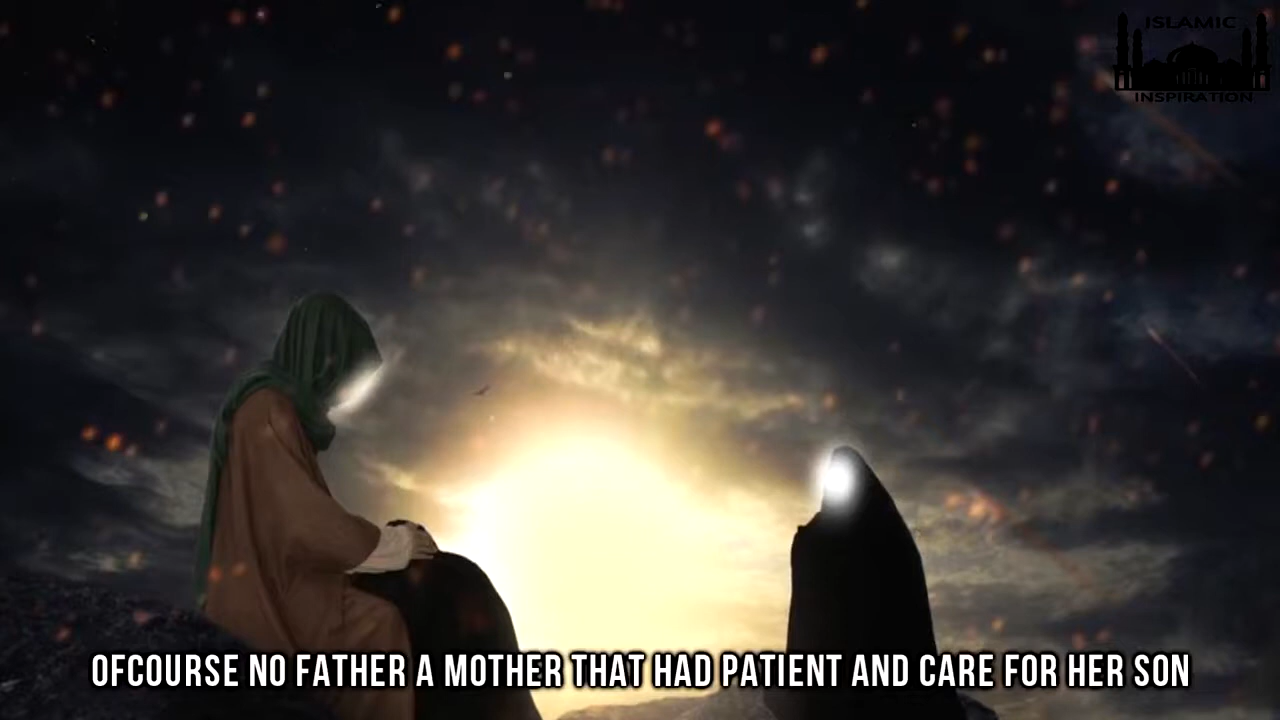 ISLAMIC
INSPIRATION
OFCOURSE NO FATHER A MOTHER THAT HAD PATIENT AND CARE FOR HER SON